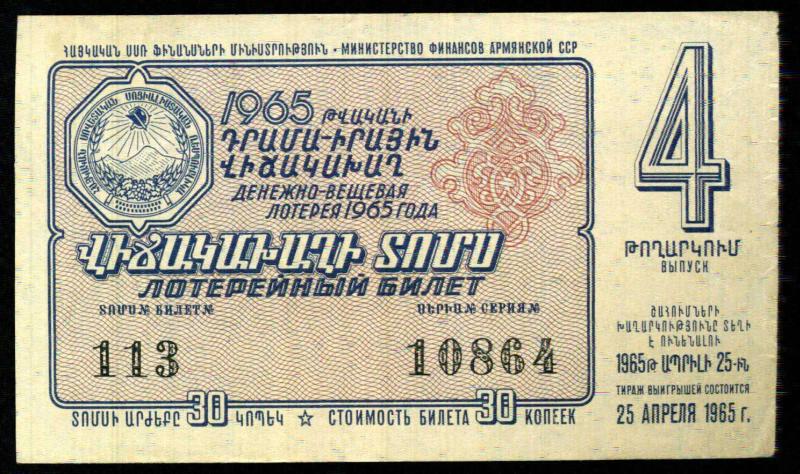 ՀԱՅԿԱԿԱՆ ՍՍՌ ՖԻՆԱՆՍՆԵՐԻ ՄԻՆԻՍՏՐՈՒԹՅՈՒՆ • МИНИСТЕРСТВО ФИНАНСОВ АРМЯНСКОЙ ССР
1965 ԹՎԱԿԱՆԻ
ԴՐԱՄԱ-ԻՐԱՅԻՆ
ՎԻՃԱԿԱԽԱՂ
ДЕНЕЖНО-ВЕЩЕВАЯ
ЛОТЕРЕЯ 1965 ГОДА
ՎԻՃԱԿԱԽԱՂԻ ՏՈՄՍ
ЛОТЕРЕЙНЫЙ БИЛЕТ
ՏՈՄՍ № БИЛЕТ № ՍԵՐԻԱ № СЕРИЯ №
113 10864
ՏՈՄՍԻ ԱՐԺԵՔԸ 30 ԿՈՊԵԿ ☆ СТОИМОСТЬ БИЛЕТА 30 КОПЕЕК
4
ԹՈՂԱՐԿՈՒՄ
ВЫПУСК
ՇԱՀՈՒՄՆԵՐԻ
ԽԱՂԱՐԿՈՒԹՅՈՒՆԸ ՏԵՂԻ
Է ՈՒՆԵՆԱԼՈՒ
1965Թ ԱՊՐԻԼԻ 25-ԻՆ
ТИРАЖ ВЫИГРЫШЕЙ СОСТОИТСЯ
25 АПРЕЛЯ 1965 г.